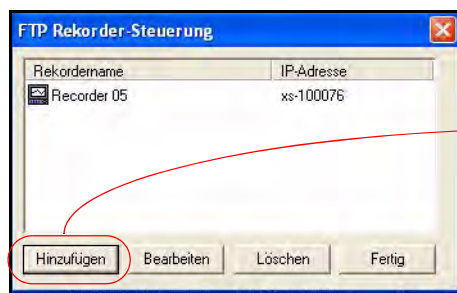 FTP Rekorder-Steuerung
Rekordername IP-Adresse
Recorder 05 xs-100076
Hinzufügen Bearbeiten Löschen Fertig